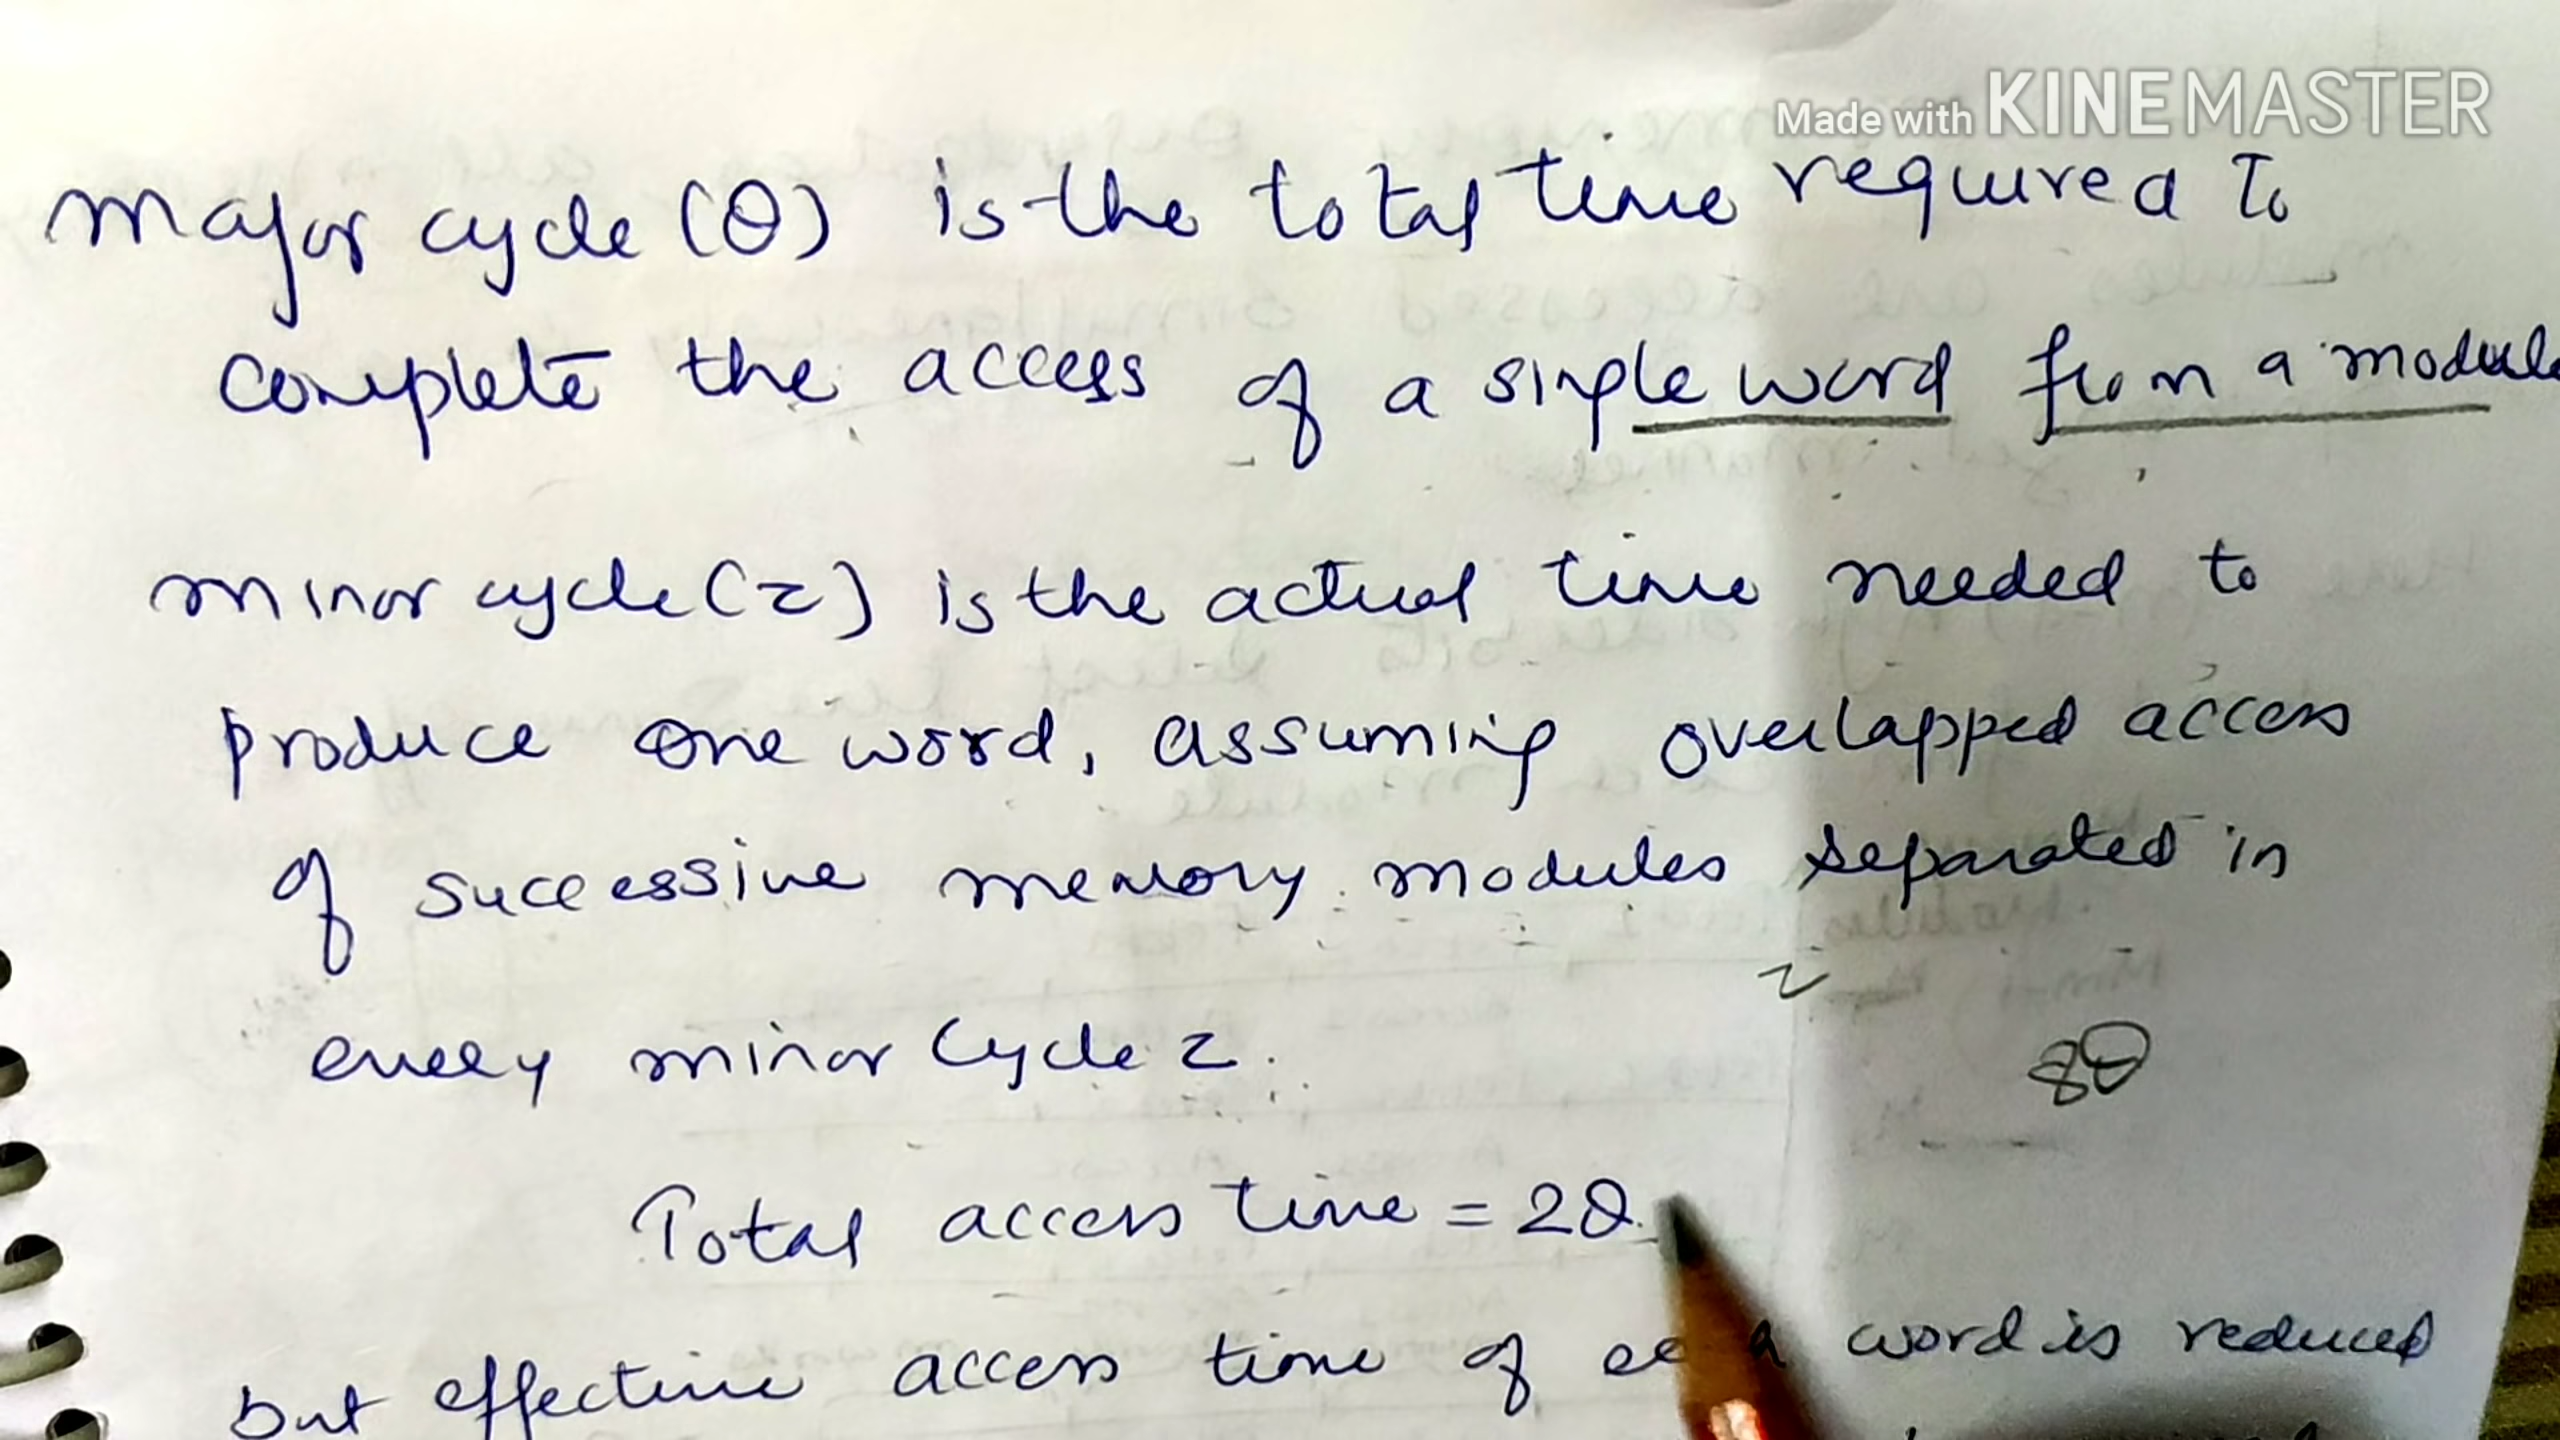 Made with KINEMASTER
Major cycle (θ) is the total time required to
complete the access of a single word from a module
minor cycle (τ) is the actual time needed to
produce one word, assuming overlapped access
of successive memory modules separated in
every minor cycle τ.
τ
8θ
Total access time = 2θ
but effective access time of a word is reduced